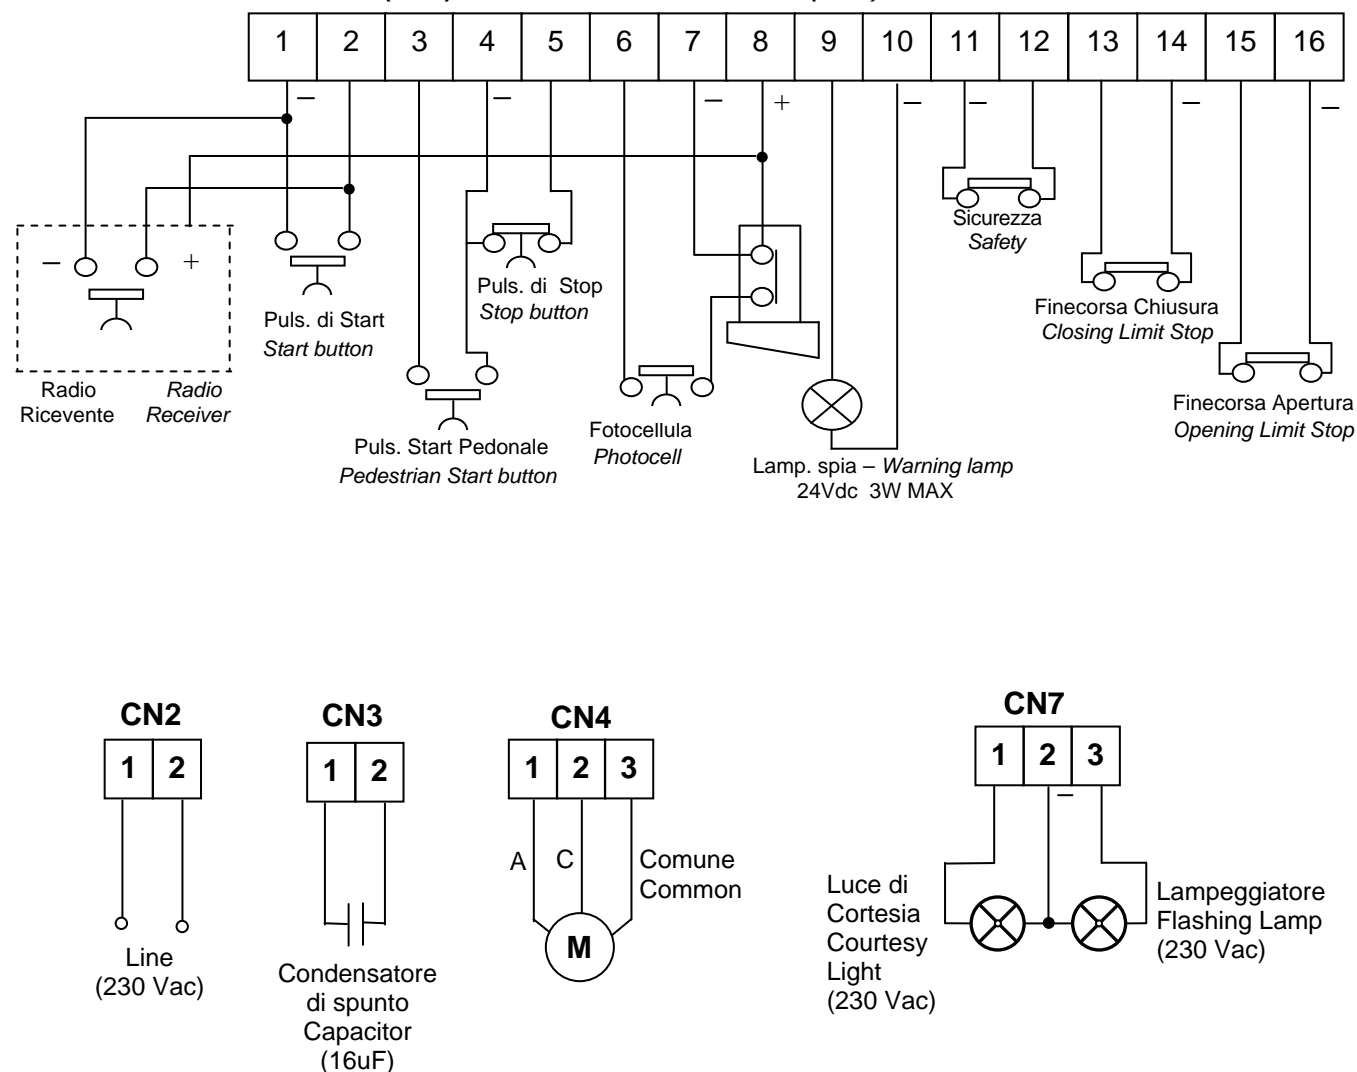 1 2 3 4 5 6 7 8 9 10 11 12 13 14 15 16
– – – + – – – –
– +
Radio Ricevente
Radio Receiver
Puls. di Start
Start button
Puls. di Stop
Stop button
Puls. Start Pedonale
Pedestrian Start button
Fotocellula
Photocell
Lamp. spia – Warning lamp
24Vdc 3W MAX
Sicurezza
Safety
Finecorsa Chiusura
Closing Limit Stop
Finecorsa Apertura
Opening Limit Stop
CN2
1 2
Line
(230 Vac)
CN3
1 2
Condensatore
di spunto
Capacitor
(16uF)
CN4
1 2 3
A C
Comune
Common
M
CN7
1 2 3
–
Luce di
Cortesia
Courtesy
Light
(230 Vac)
Lampeggiatore
Flashing Lamp
(230 Vac)